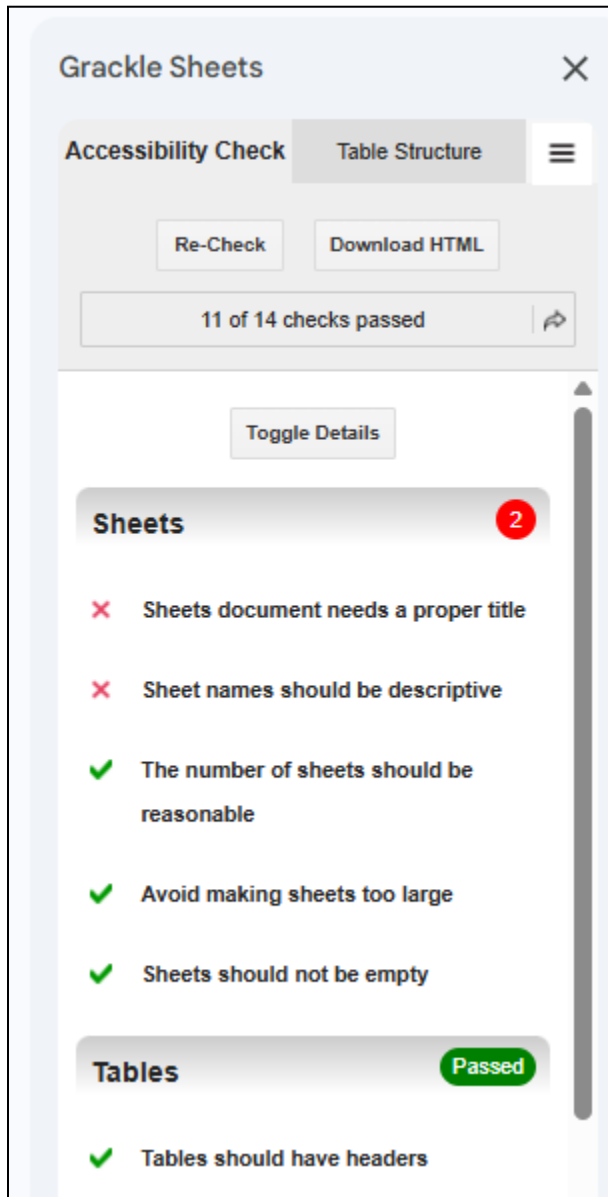 Grackle Sheets
Accessibility Check
Table Structure
Re-Check
Download HTML
11 of 14 checks passed
Toggle Details
Sheets
2
Sheets document needs a proper title
Sheet names should be descriptive
The number of sheets should be
reasonable
Avoid making sheets too large
Sheets should not be empty
Tables
Passed
Tables should have headers